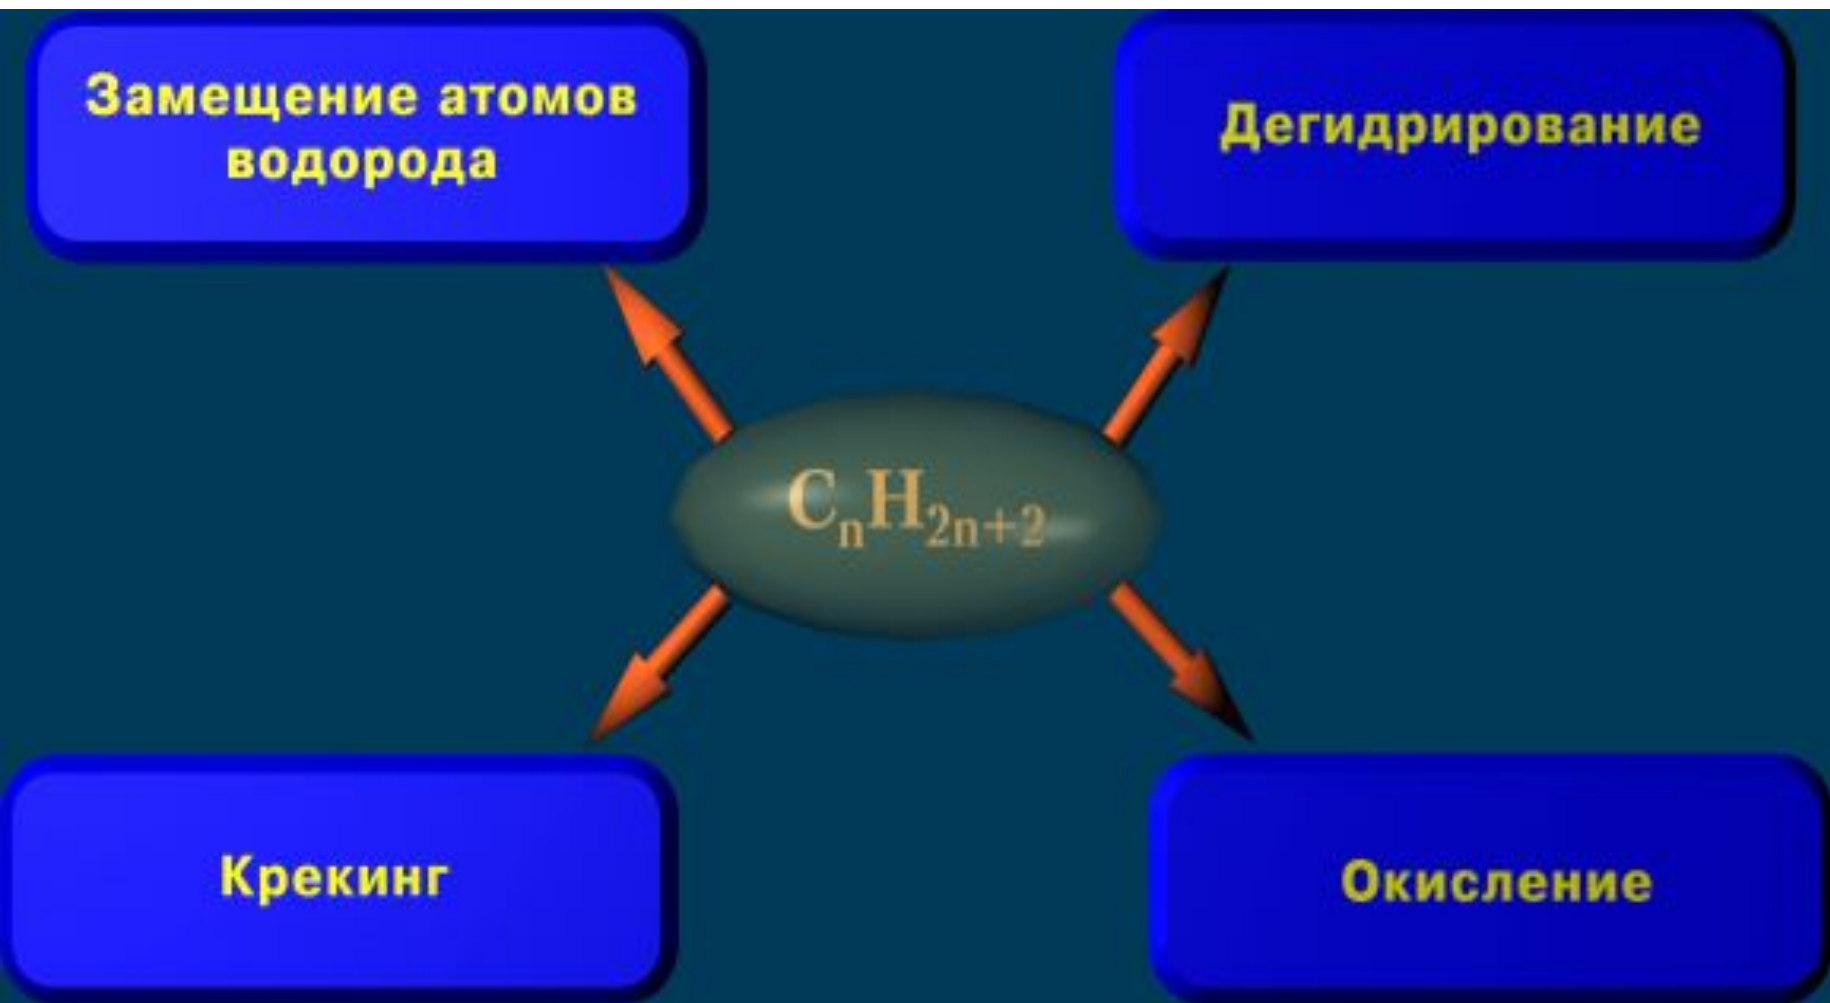 Замещение атомов
водорода
Дегидрирование
CₙH₂ₙ₊₂
Крекинг
Окисление